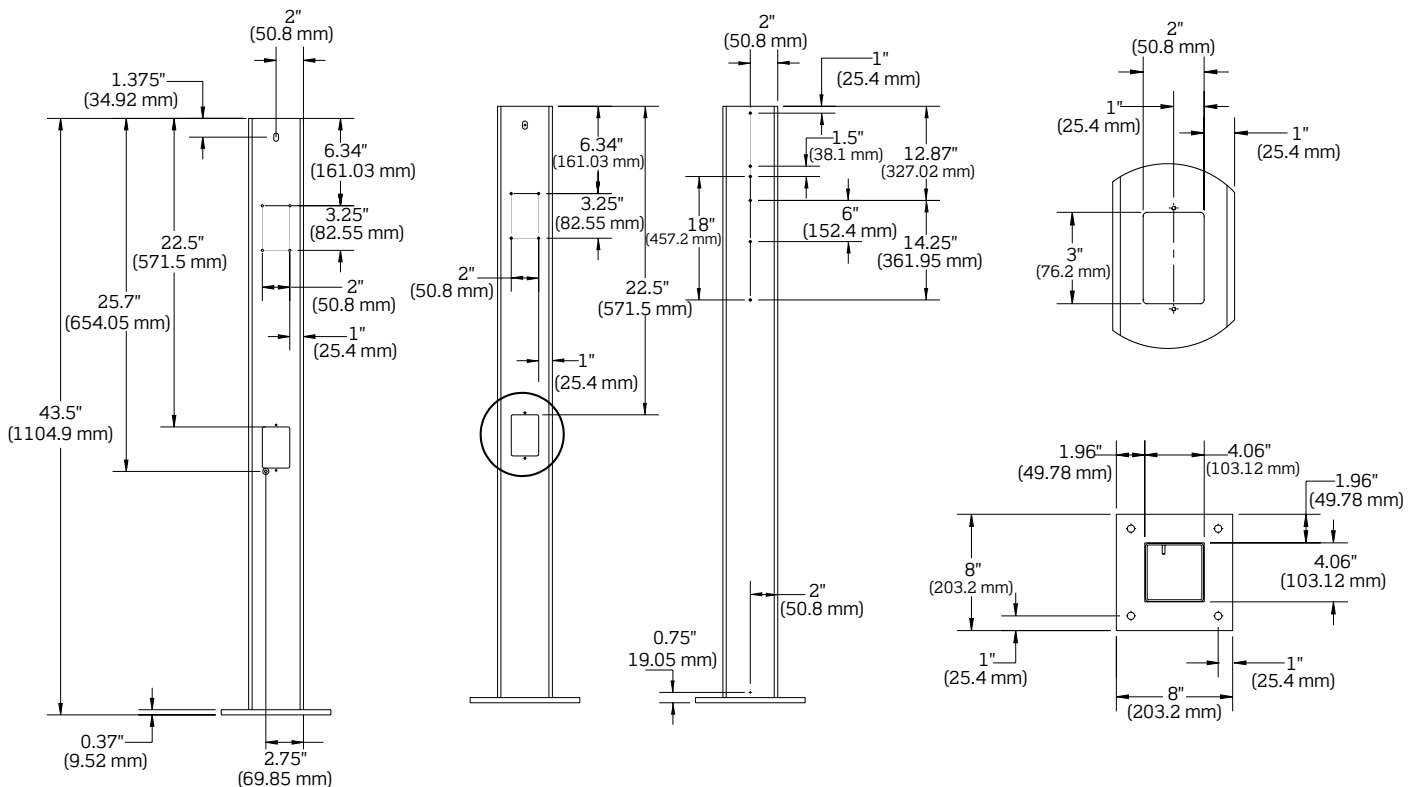 2"
(50.8 mm)
1.375"
(34.92 mm)
6.34"
(161.03 mm)
3.25"
(82.55 mm)
22.5"
(571.5 mm)
2"
(50.8 mm)
25.7"
(654.05 mm)
1"
(25.4 mm)
43.5"
(1104.9 mm)
0.37"
(9.52 mm)
2.75"
(69.85 mm)
6.34"
(161.03 mm)
3.25"
(82.55 mm)
2"
(50.8 mm)
22.5"
(571.5 mm)
1"
(25.4 mm)
2"
(50.8 mm)
1"
(25.4 mm)
1.5"
(38.1 mm)
12.87"
(327.02 mm)
18"
(457.2 mm)
6"
(152.4 mm)
14.25"
(361.95 mm)
2"
(50.8 mm)
0.75"
19.05 mm)
2"
(50.8 mm)
1"
(25.4 mm)
1"
(25.4 mm)
3"
(76.2 mm)
1.96"
(49.78 mm)
4.06"
(103.12 mm)
1.96"
(49.78 mm)
8"
(203.2 mm)
4.06"
(103.12 mm)
1"
(25.4 mm)
1"
(25.4 mm)
8"
(203.2 mm)